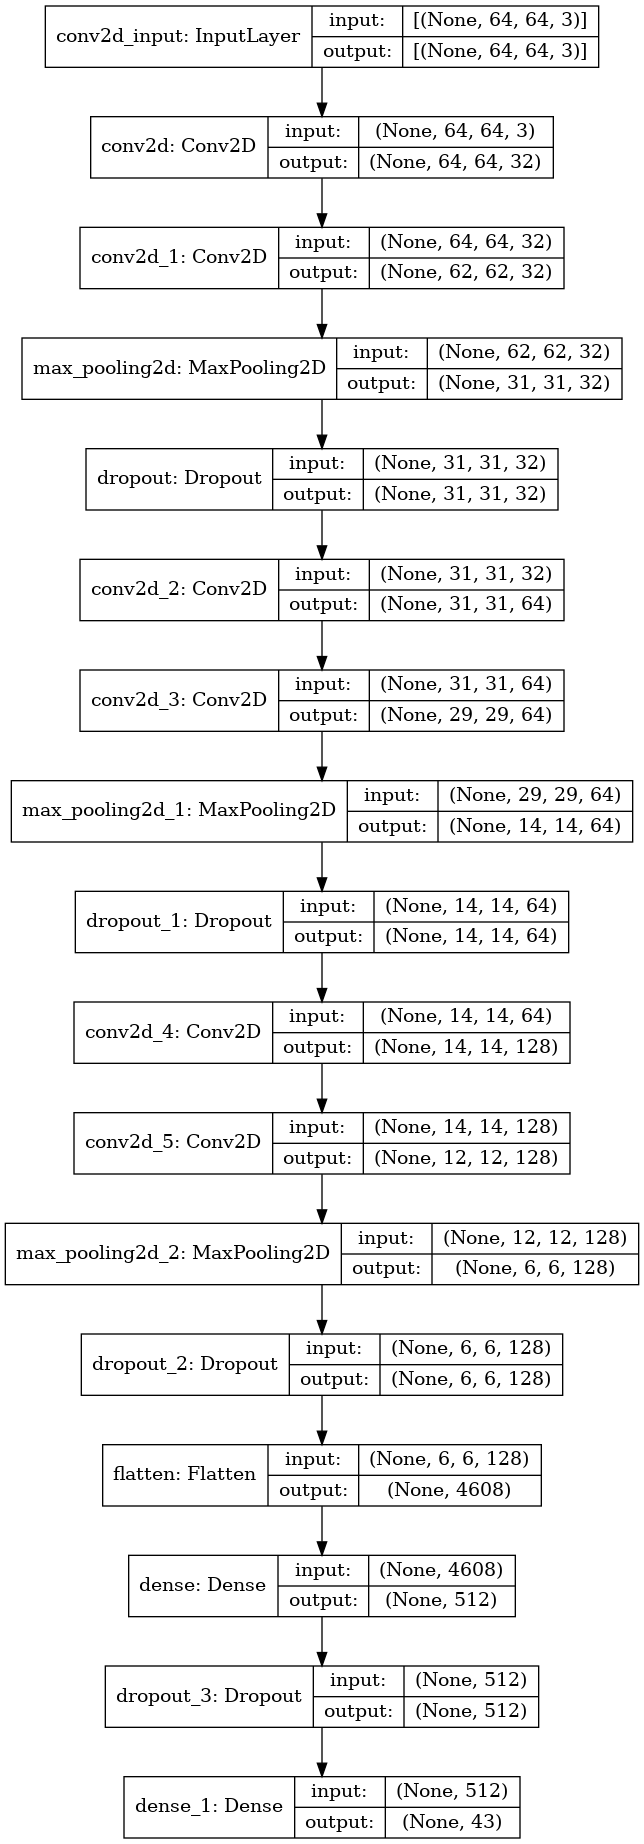 conv2d_input: InputLayer
input: [(None, 64, 64, 3)]
output: [(None, 64, 64, 3)]
conv2d: Conv2D
input: (None, 64, 64, 3)
output: (None, 64, 64, 32)
conv2d_1: Conv2D
input: (None, 64, 64, 32)
output: (None, 62, 62, 32)
max_pooling2d: MaxPooling2D
input: (None, 62, 62, 32)
output: (None, 31, 31, 32)
dropout: Dropout
input: (None, 31, 31, 32)
output: (None, 31, 31, 32)
conv2d_2: Conv2D
input: (None, 31, 31, 32)
output: (None, 31, 31, 64)
conv2d_3: Conv2D
input: (None, 31, 31, 64)
output: (None, 29, 29, 64)
max_pooling2d_1: MaxPooling2D
input: (None, 29, 29, 64)
output: (None, 14, 14, 64)
dropout_1: Dropout
input: (None, 14, 14, 64)
output: (None, 14, 14, 64)
conv2d_4: Conv2D
input: (None, 14, 14, 64)
output: (None, 14, 14, 128)
conv2d_5: Conv2D
input: (None, 14, 14, 128)
output: (None, 12, 12, 128)
max_pooling2d_2: MaxPooling2D
input: (None, 12, 12, 128)
output: (None, 6, 6, 128)
dropout_2: Dropout
input: (None, 6, 6, 128)
output: (None, 6, 6, 128)
flatten: Flatten
input: (None, 6, 6, 128)
output: (None, 4608)
dense: Dense
input: (None, 4608)
output: (None, 512)
dropout_3: Dropout
input: (None, 512)
output: (None, 512)
dense_1: Dense
input: (None, 512)
output: (None, 43)